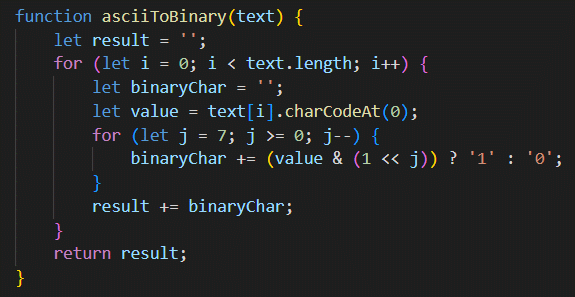 function asciiToBinary(text) {
    let result = '';
    for (let i = 0; i < text.length; i++) {
        let binaryChar = '';
        let value = text[i].charCodeAt(0);
        for (let j = 7; j >= 0; j--) {
            binaryChar += (value & (1 << j)) ? '1' : '0';
        }
        result += binaryChar;
    }
    return result;
}